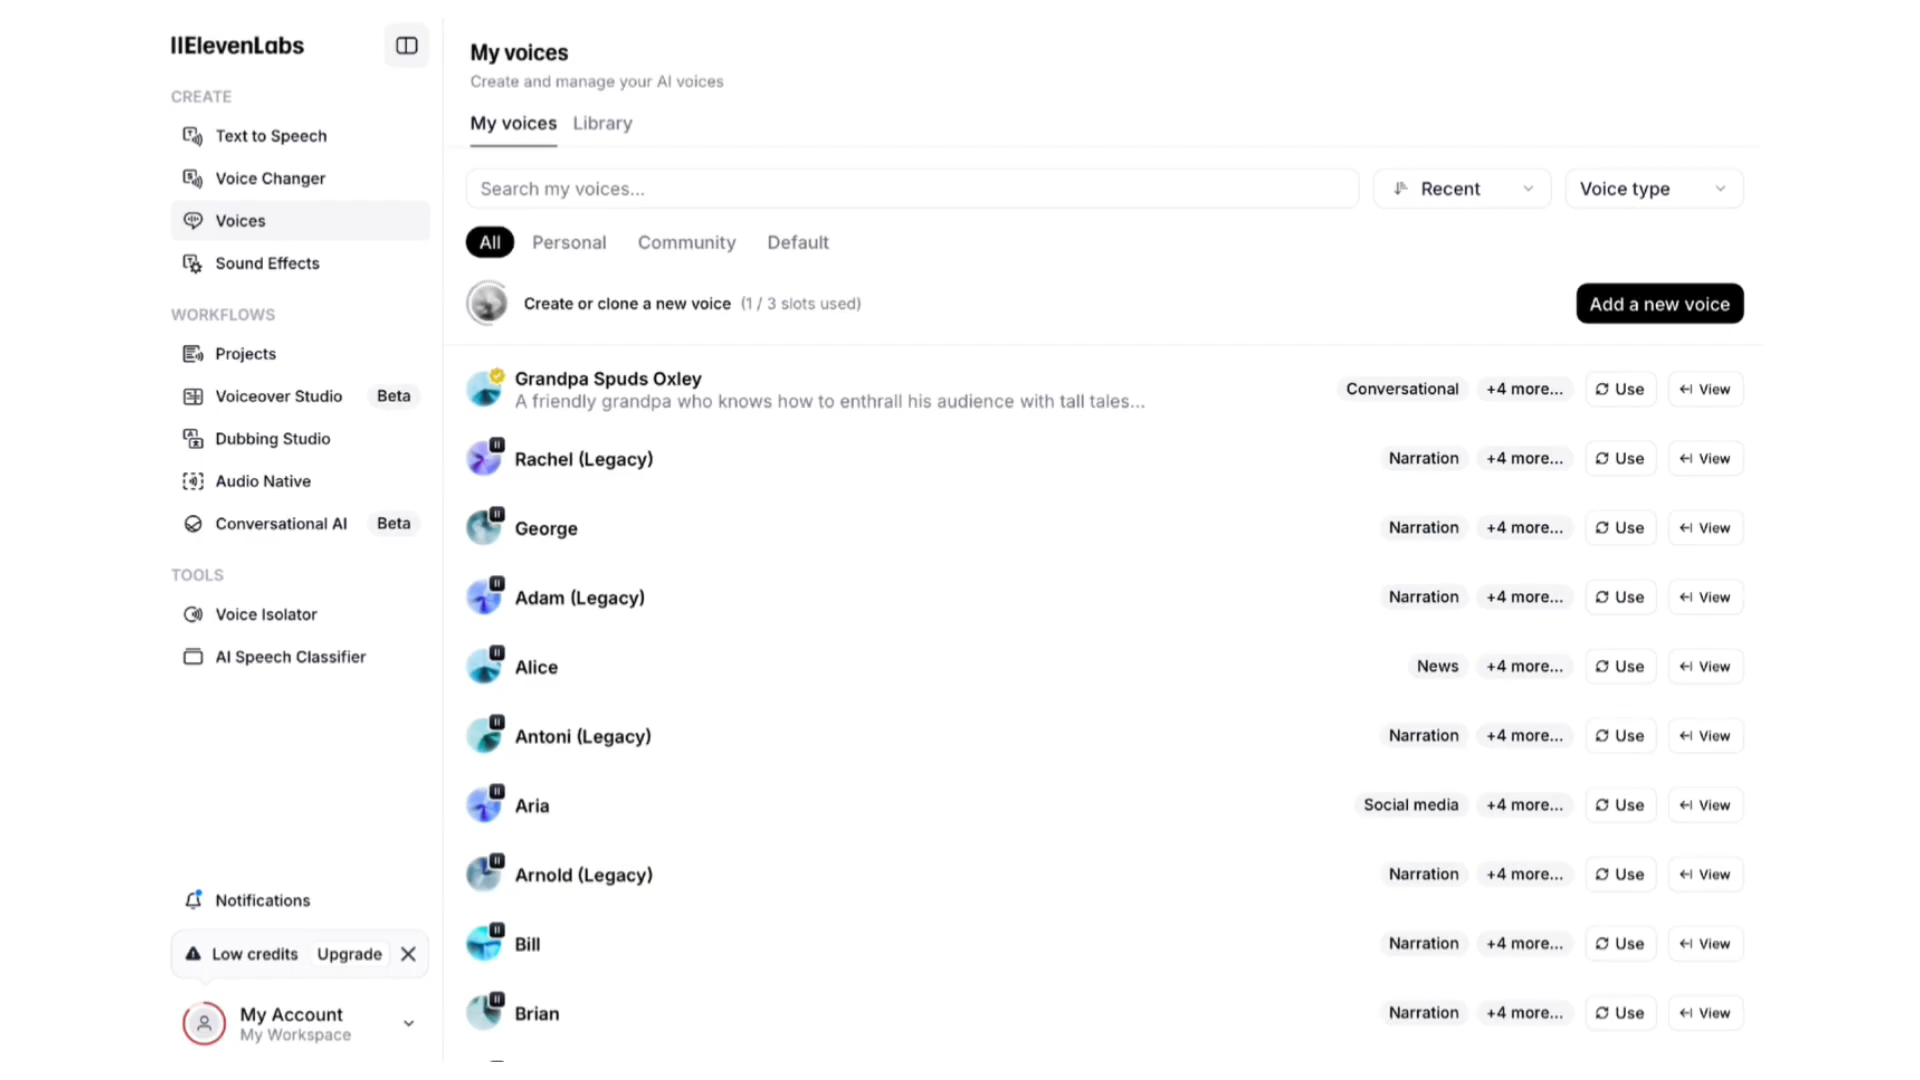 IIElevenLabs
CREATE
Text to Speech
Voice Changer
Voices
Sound Effects
WORKFLOWS
Projects
Voiceover Studio Beta
Dubbing Studio
Audio Native
Conversational AI Beta
TOOLS
Voice Isolator
AI Speech Classifier
Notifications
Low credits Upgrade
My Account
My Workspace
My voices
Create and manage your AI voices
My voices Library
Search my voices... Recent Voice type
All Personal Community Default
Create or clone a new voice (1 / 3 slots used) Add a new voice
Grandpa Spuds Oxley
A friendly grandpa who knows how to enthrall his audience with tall tales...
Conversational +4 more... Use View
Rachel (Legacy) Narration +4 more... Use View
George Narration +4 more... Use View
Adam (Legacy) Narration +4 more... Use View
Alice News +4 more... Use View
Antoni (Legacy) Narration +4 more... Use View
Aria Social media +4 more... Use View
Arnold (Legacy) Narration +4 more... Use View
Bill Narration +4 more... Use View
Brian Narration +4 more... Use View